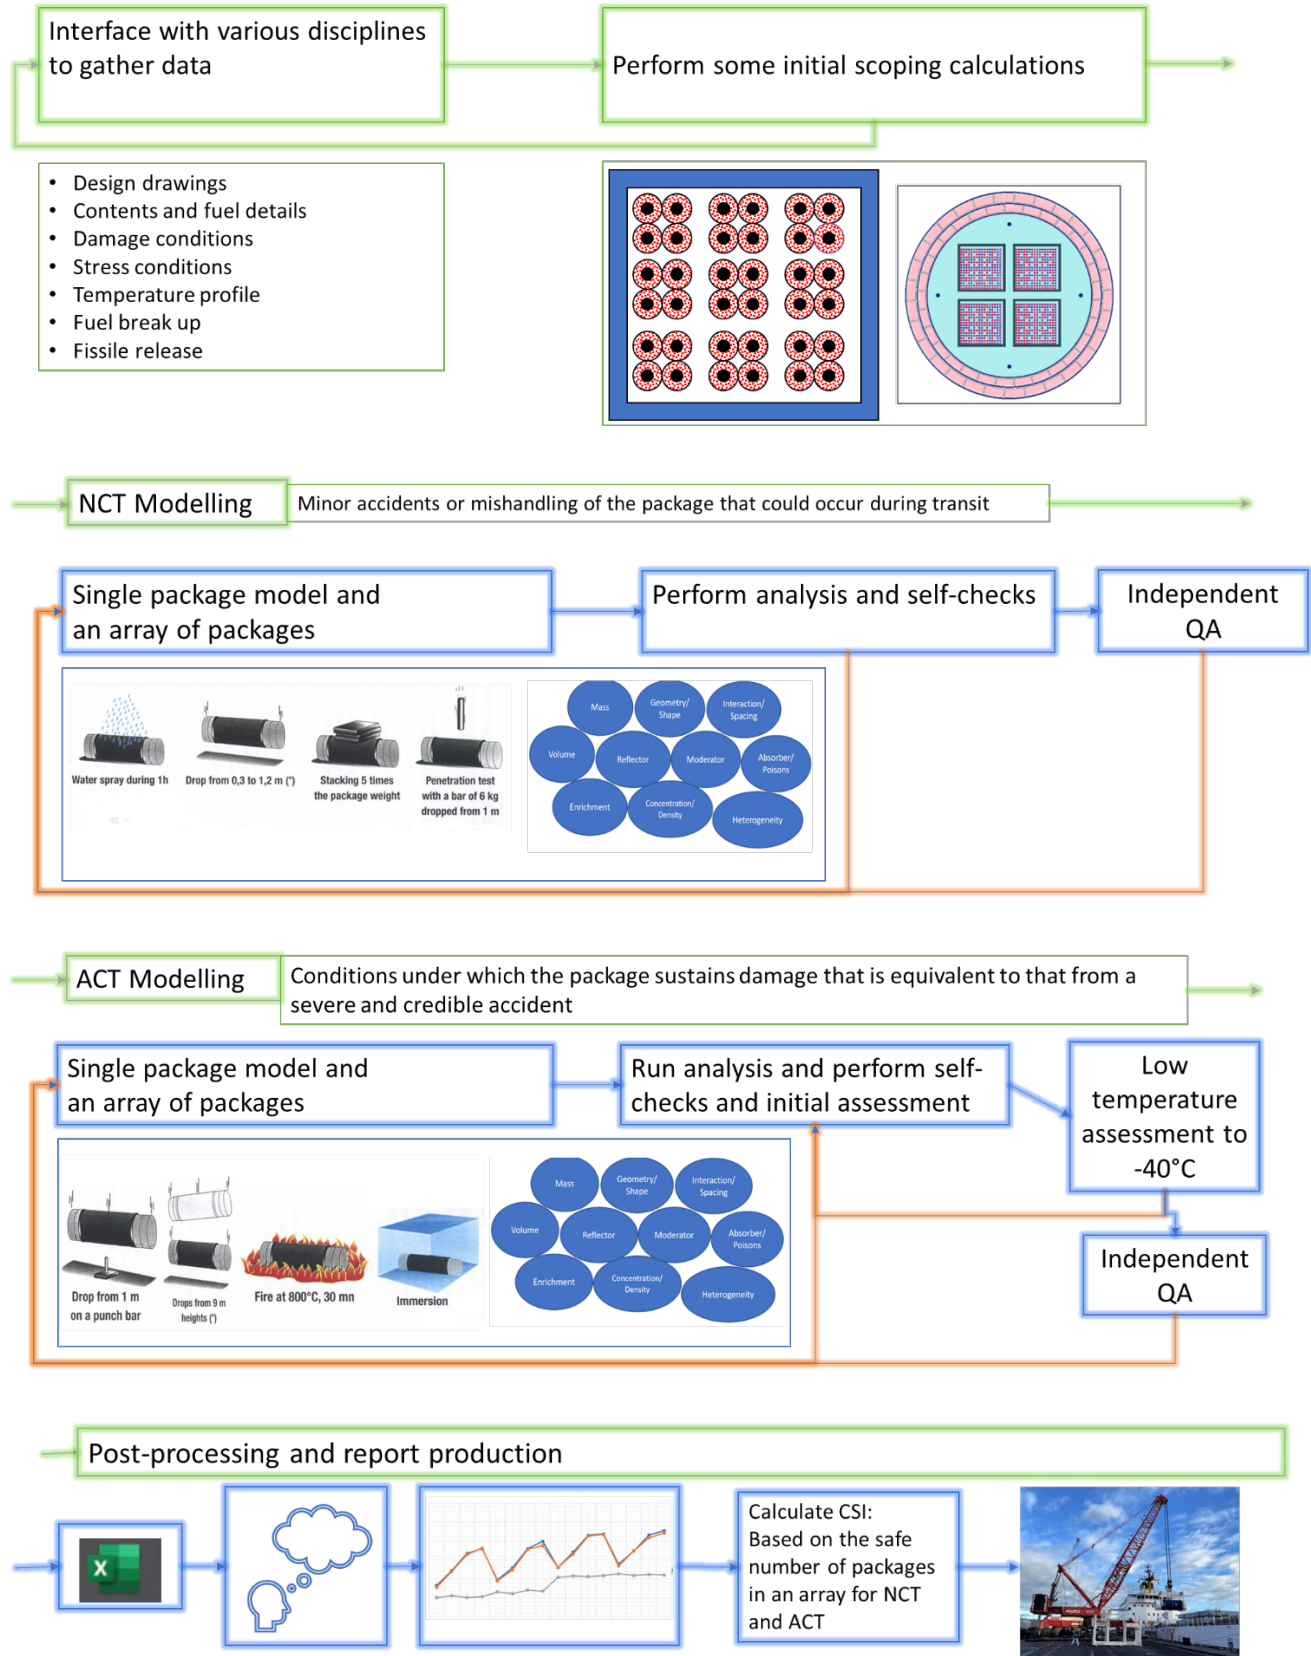 Interface with various disciplines
to gather data
Perform some initial scoping calculations
• Design drawings
• Contents and fuel details
• Damage conditions
• Stress conditions
• Temperature profile
• Fuel break up
• Fissile release
NCT Modelling
Minor accidents or mishandling of the package that could occur during transit
Single package model and
an array of packages
Perform analysis and self-checks
Independent
QA
Water spray during 1h
Drop from 0,3 to 1,2 m (*)
Stacking 5 times
the package weight
Penetration test
with a bar of 6 kg
dropped from 1 m
Mass
Geometry/
Shape
Interaction/
Spacing
Volume
Reflector
Moderator
Absorber/
Poisons
Enrichment
Concentration/
Density
Heterogeneity
ACT Modelling
Conditions under which the package sustains damage that is equivalent to that from a
severe and credible accident
Single package model and
an array of packages
Run analysis and perform self-
checks and initial assessment
Low
temperature
assessment to
-40°C
Drop from 1 m
on a punch bar
Drops from 9 m
heights (*)
Fire at 800°C, 30 mn
Immersion
Mass
Geometry/
Shape
Interaction/
Spacing
Volume
Reflector
Moderator
Absorber/
Poisons
Enrichment
Concentration/
Density
Heterogeneity
Independent
QA
Post-processing and report production
X
Calculate CSI:
Based on the safe
number of packages
in an array for NCT
and ACT